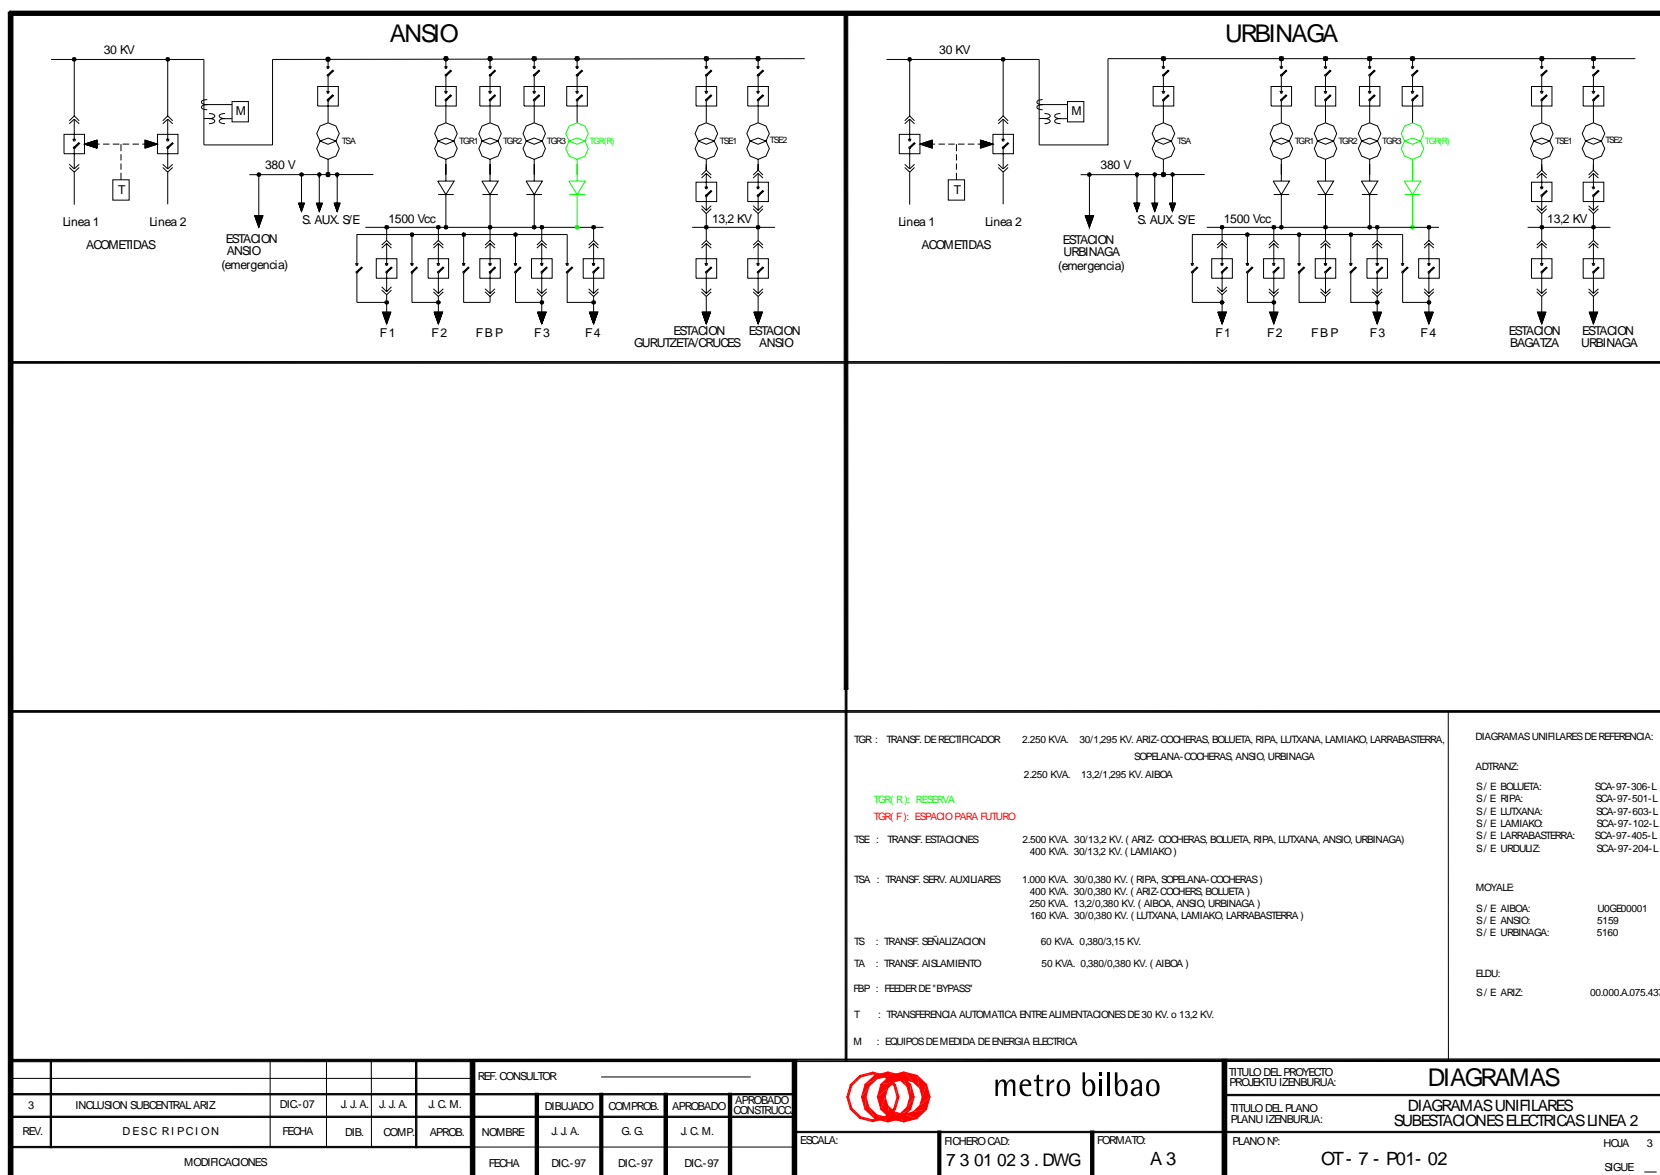 ANSIO
30 KV
M
TSA
TGR1
TGR2
TGR3
TGR(R)
TSE1
TSE2
380 V
T
Linea 1
Linea 2
ACOMETIDAS
S. AUX. S/E
ESTACION
ANSIO
(emergencia)
1500 Vcc
13,2 KV
F1
F2
FBP
F3
F4
ESTACION
GURUTZETA/CRUCES
ESTACION
ANSIO
URBINAGA
30 KV
M
TSA
TGR1
TGR2
TGR3
TGR(R)
TSE1
TSE2
380 V
T
Linea 1
Linea 2
ACOMETIDAS
S. AUX. S/E
ESTACION
URBINAGA
(emergencia)
1500 Vcc
13,2 KV
F1
F2
FBP
F3
F4
ESTACION
BAGATZA
ESTACION
URBINAGA
TGR : TRANSF. DE RECTIFICADOR 2.250 KVA. 30/1,295 KV. ARIZ-COCHERAS, BOLUETA, RIPA, LUTXANA, LAMIAKO, LARRABASTERRA,
SOPELANA-COCHERAS, ANSIO, URBINAGA
2.250 KVA. 13,2/1,295 KV. AIBOA
TGR( R ): RESERVA
TGR( F ): ESPACIO PARA FUTURO
TSE : TRANSF. ESTACIONES 2.500 KVA. 30/13,2 KV. ( ARIZ- COCHERAS, BOLUETA, RIPA, LUTXANA, ANSIO, URBINAGA)
400 KVA. 30/13,2 KV. ( LAMIAKO )
TSA : TRANSF. SERV. AUXILIARES 1.000 KVA. 30/0,380 KV. ( RIPA, SOPELANA-COCHERAS )
400 KVA. 30/0,380 KV. ( ARIZ-COCHERS, BOLUETA )
250 KVA. 13,2/0,380 KV. ( AIBOA, ANSIO, URBINAGA )
160 KVA. 30/0,380 KV. ( LUTXANA, LAMIAKO, LARRABASTERRA )
TS : TRANSF. SEÑALIZACION 60 KVA. 0,380/3,15 KV.
TA : TRANSF. AISLAMIENTO 50 KVA. 0,380/0,380 KV. ( AIBOA )
FBP : FEEDER DE "BYPASS"
T : TRANSFERENCIA AUTOMATICA ENTRE ALIMENTACIONES DE 30 KV. o 13,2 KV.
M : EQUIPOS DE MEDIDA DE ENERGIA ELECTRICA
DIAGRAMAS UNIFILARES DE REFERENCIA:
ADTRANZ:
S/ E BOLUETA: SCA-97-306-L
S/ E RIPA: SCA-97-501-L
S/ E LUTXANA: SCA-97-603-L
S/ E LAMIAKO: SCA-97-102-L
S/ E LARRABASTERRA: SCA-97-405-L
S/ E URDULIZ: SCA-97-204-L
MOYALE:
S/ E AIBOA: U0GE00001
S/ E ANSIO: 5159
S/ E URBINAGA: 5160
ELDU:
S/ E ARIZ: 00.000.A.075.437
3 INCLUSION SUBCENTRAL ARIZ DIC.-07 J. J. A. J. J. A. J. C. M.
REV. DESCRIPCION FECHA DIB. COMP. APROB.
MODIFICACIONES
REF. CONSULTOR
DIBUJADO COMPROB. APROBADO APROBADO
CONSTRUCC.
NOMBRE J. J. A. G. G. J. C. M.
FECHA DIC.-97 DIC.-97 DIC.-97
metro bilbao
ESCALA:
FICHERO CAD:
7 3 01 02 3 . DWG
FORMATO:
A 3
TITULO DEL PROYECTO
PROIEKTU IZENBURUA:
DIAGRAMAS
TITULO DEL PLANO
PLANU IZENBURUA:
DIAGRAMAS UNIFILARES
SUBESTACIONES ELECTRICAS LINEA 2
PLANO Nº:
OT - 7 - P01 - 02
HOJA 3
SIGUE